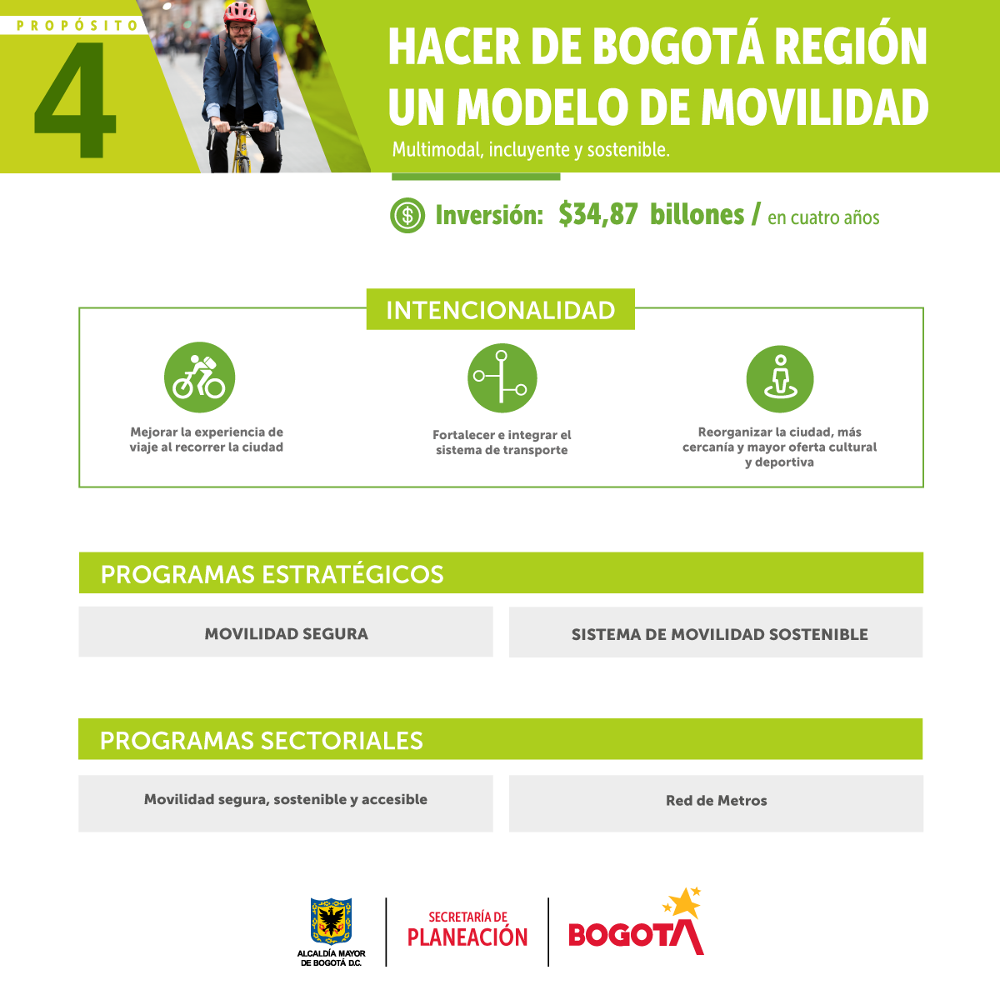 PROPÓSITO
4
HACER DE BOGOTÁ REGIÓN
UN MODELO DE MOVILIDAD
Multimodal, incluyente y sostenible.
$ Inversión: $34,87 billones / en cuatro años
INTENCIONALIDAD
Mejorar la experiencia de
viaje al recorrer la ciudad
Fortalecer e integrar el
sistema de transporte
Reorganizar la ciudad, más
cercanía y mayor oferta cultural
y deportiva
PROGRAMAS ESTRATÉGICOS
MOVILIDAD SEGURA
SISTEMA DE MOVILIDAD SOSTENIBLE
PROGRAMAS SECTORIALES
Movilidad segura, sostenible y accesible
Red de Metros
ALCALDÍA MAYOR
DE BOGOTÁ D.C.
SECRETARÍA DE
PLANEACIÓN
BOGOTÁ